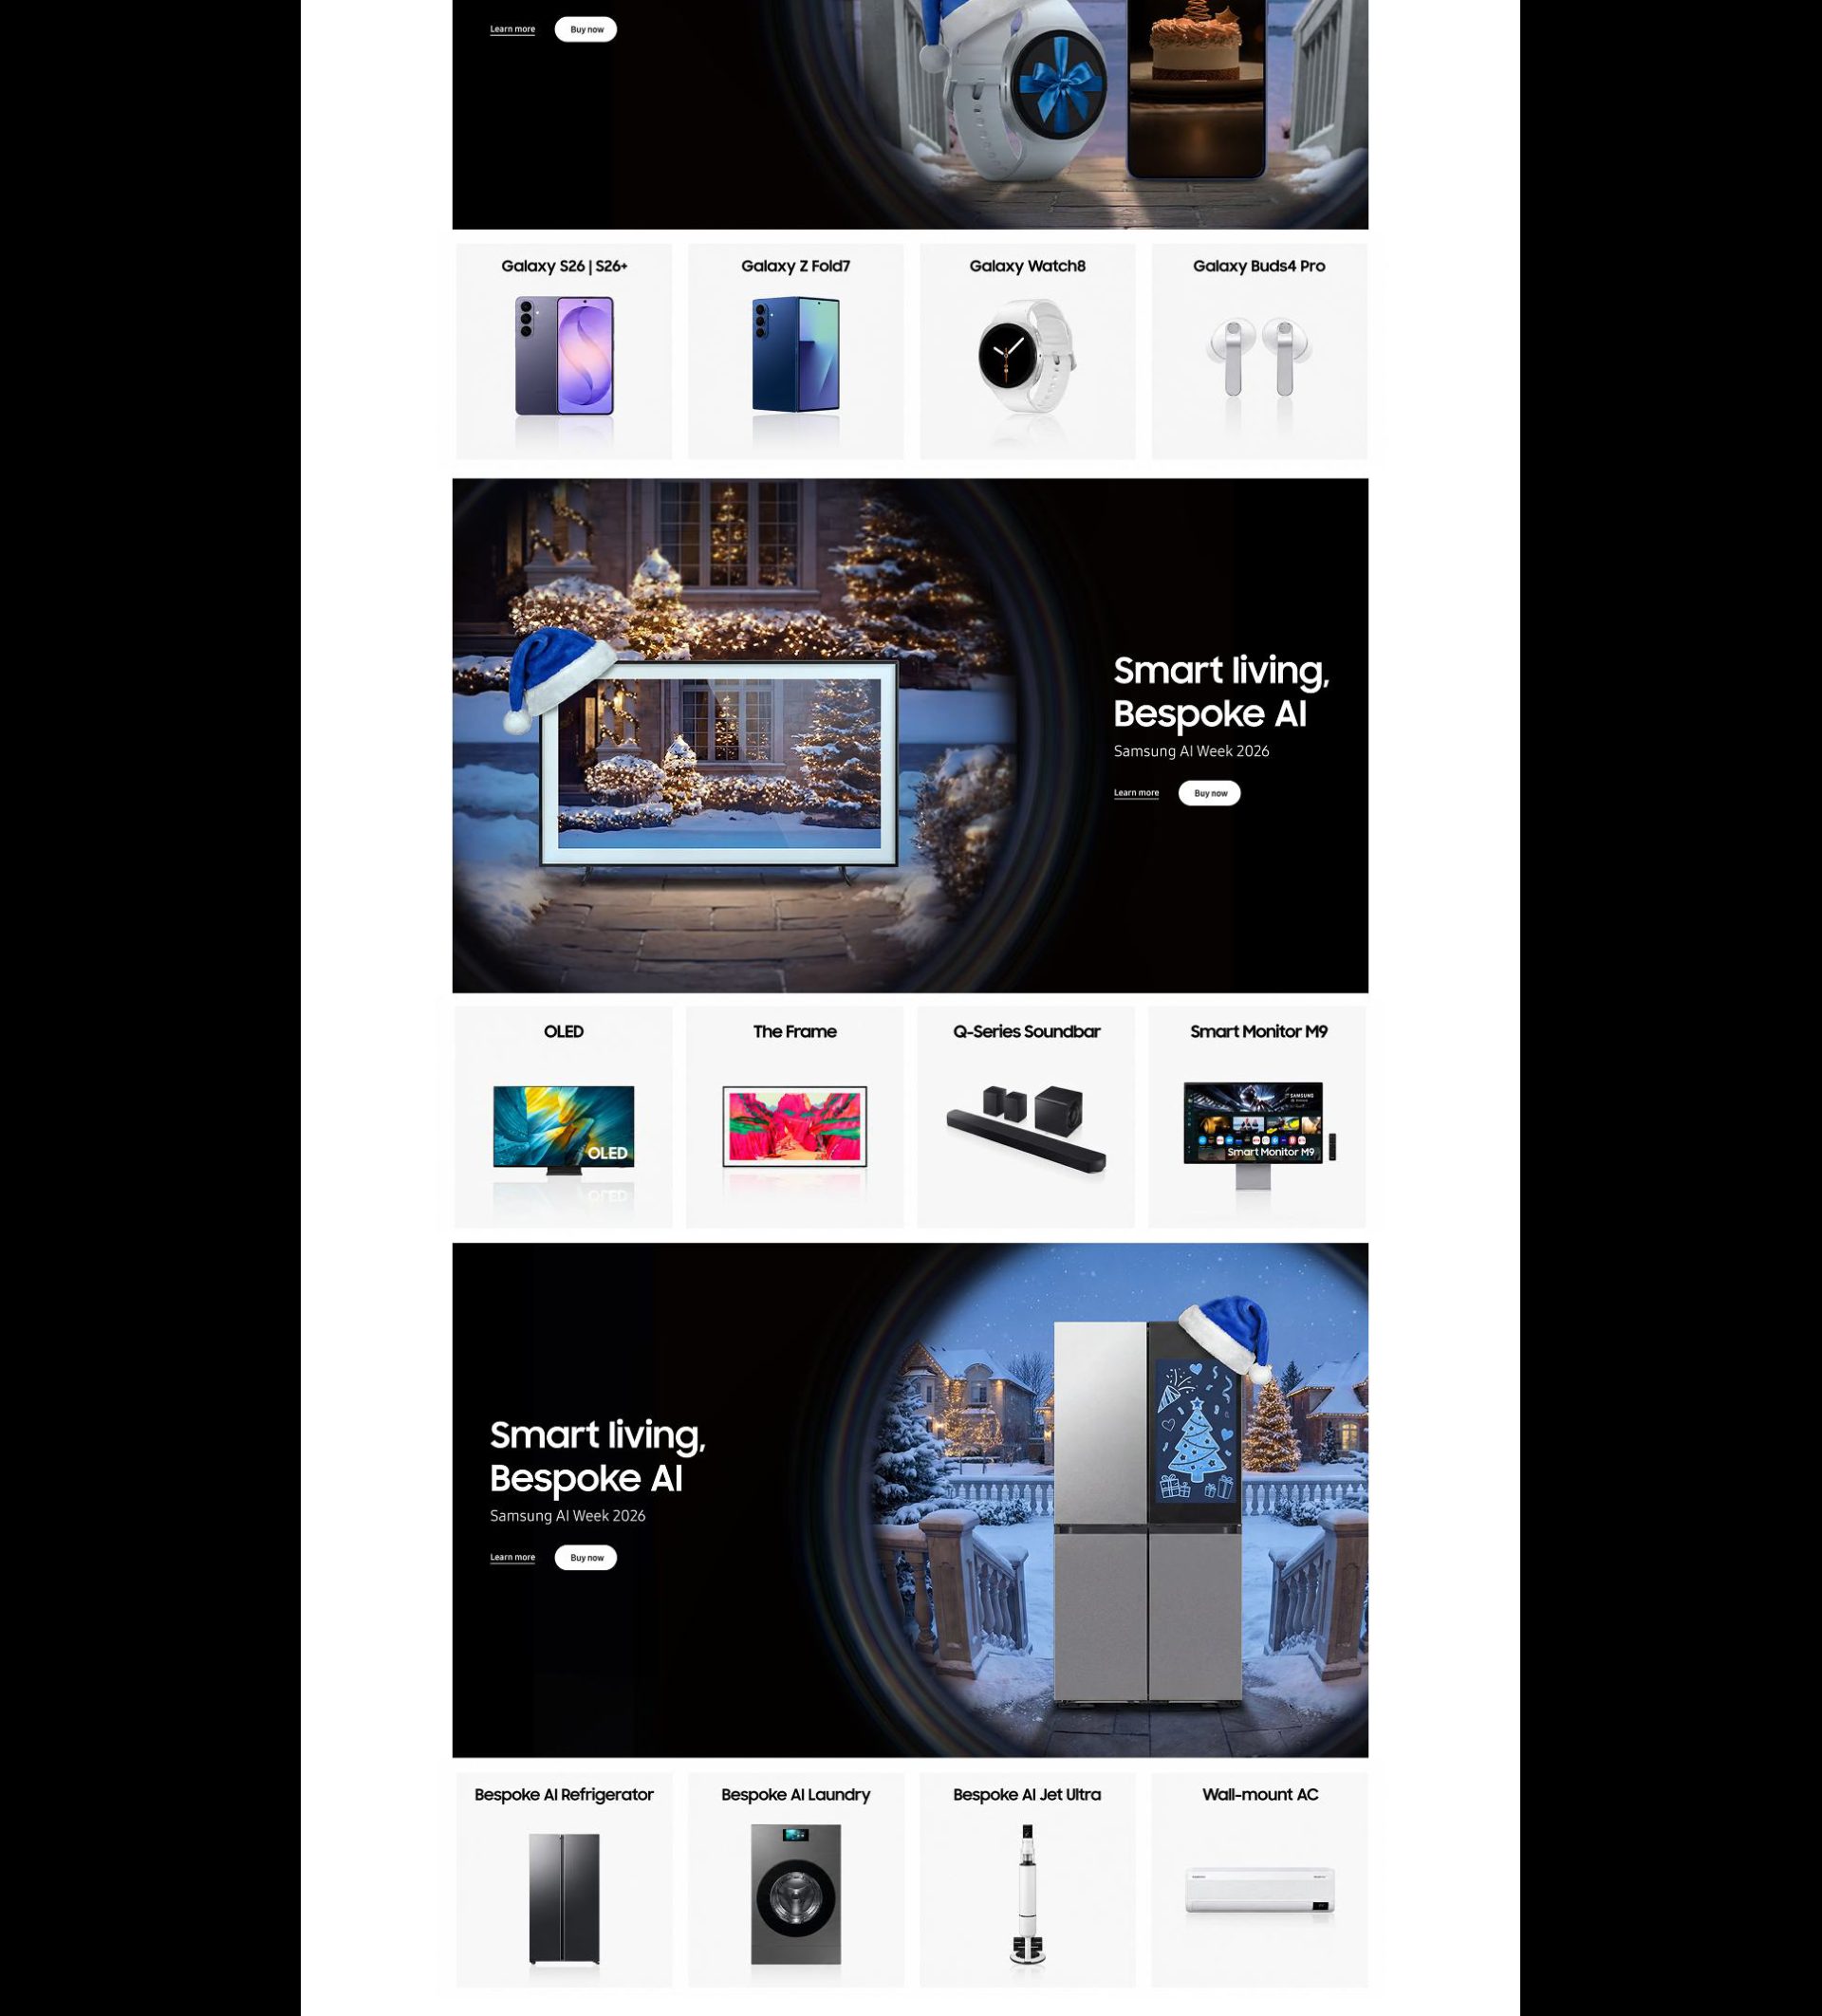 Learn more
Buy now
Galaxy S26 | S26+
Galaxy Z Fold7
Galaxy Watch8
Galaxy Buds4 Pro
Smart living,
Bespoke AI
Samsung AI Week 2026
Learn more
Buy now
OLED
The Frame
Q-Series Soundbar
Smart Monitor M9
OLED
SAMSUNG
Smart Monitor M9
Smart living,
Bespoke AI
Samsung AI Week 2026
Learn more
Buy now
Bespoke AI Refrigerator
Bespoke AI Laundry
Bespoke AI Jet Ultra
Wall-mount AC